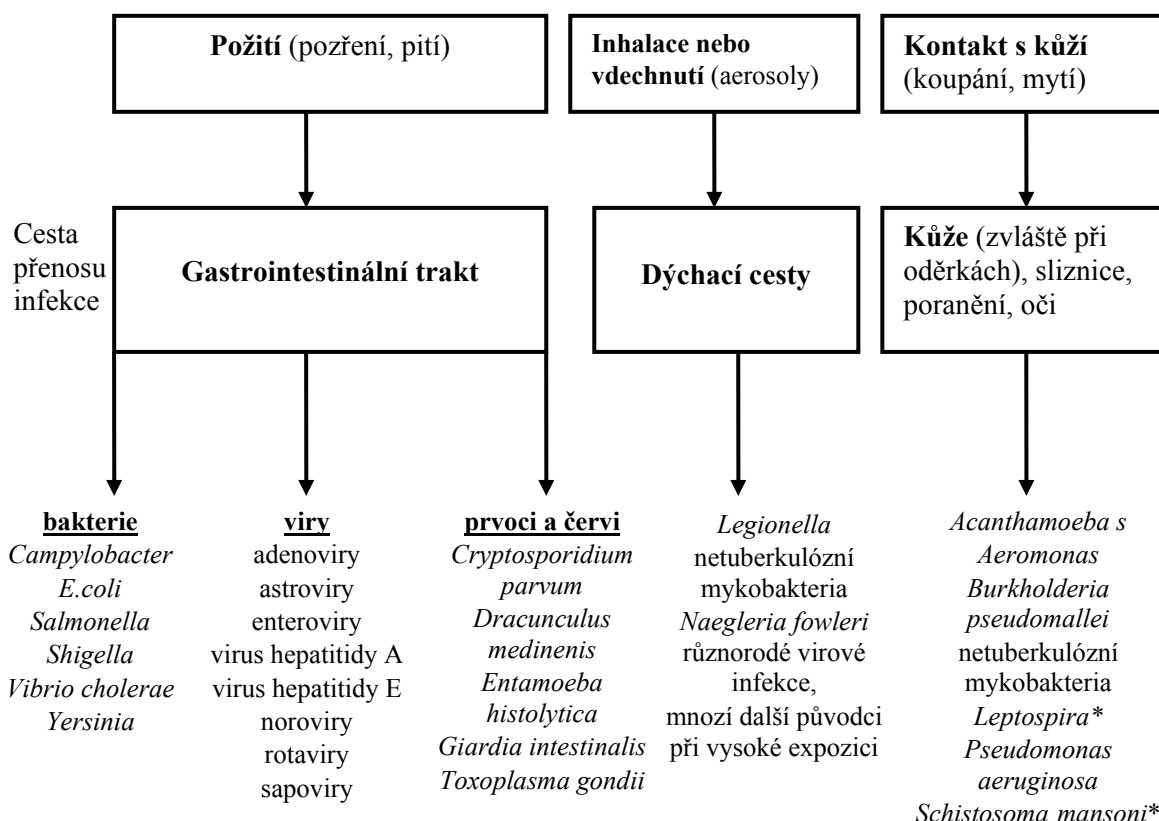 Požití (pozření, pití)
Inhalace nebo
vdechnutí (aerosoly)
Kontakt s kůží
(koupání, mytí)
Cesta
přenosu
infekce
Gastrointestinální trakt
Dýchací cesty
Kůže (zvláště při
oděrkách), sliznice,
poranění, oči
bakterie
Campylobacter
E.coli
Salmonella
Shigella
Vibrio cholerae
Yersinia
viry
adenoviry
astroviry
enteroviry
virus hepatitidy A
virus hepatitidy E
noroviry
rotaviry
sapoviry
prvoci a červi
Cryptosporidium
parvum
Dracunculus
medinenis
Entamoeba
histolytica
Giardia intestinalis
Toxoplasma gondii
Legionella
netuberkulózní
mykobakteria
Naegleria fowleri
různorodé virové
infekce,
mnozí další původci
při vysoké expozici
Acanthamoeba s
Aeromonas
Burkholderia
pseudomallei
netuberkulózní
mykobakteria
Leptospira*
Pseudomonas
aeruginosa
Schistosoma mansoni*